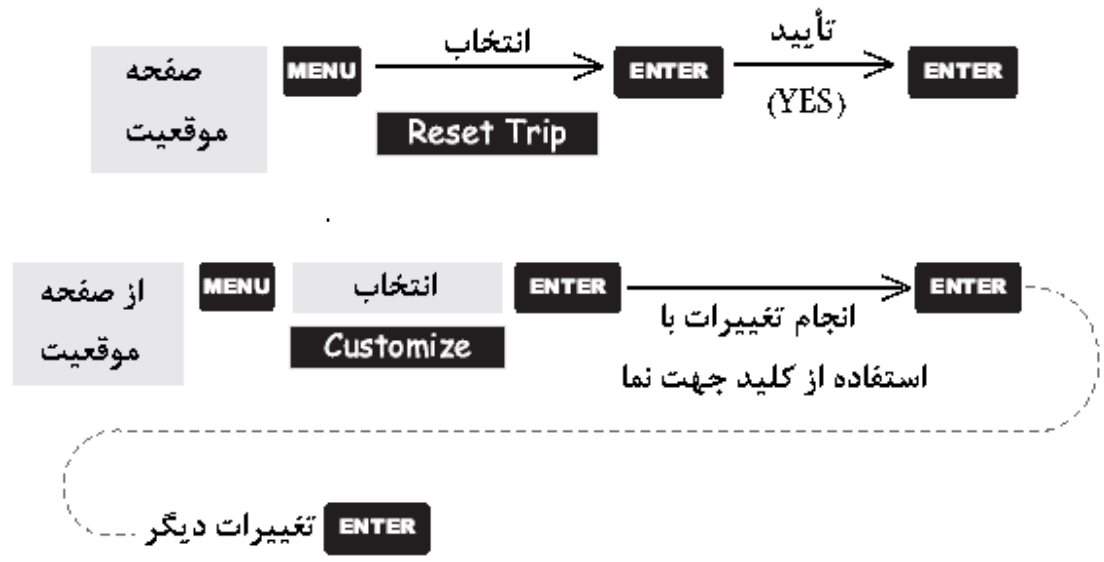 صفحه
موقعیت
MENU
انتخاب
Reset Trip
ENTER
تأیید
(YES)
ENTER
.
از صفحه
موقعیت
MENU
انتخاب
Customize
ENTER
انجام تغییرات با
استفاده از کلید جهت نما
ENTER
تغییرات دیگر
ENTER